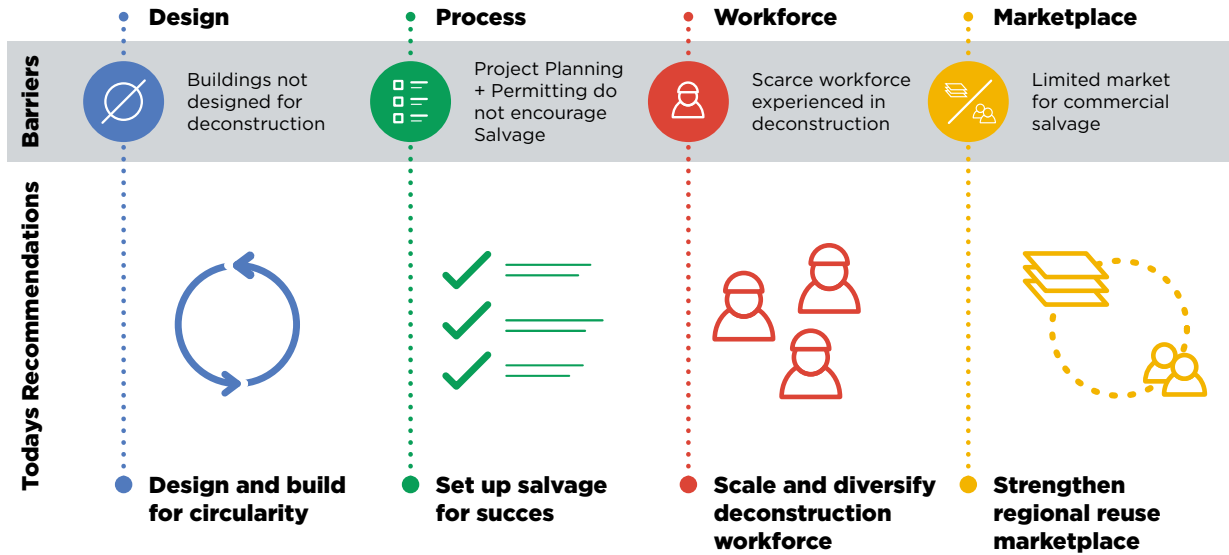 Design
Process
Workforce
Marketplace
Barriers
Buildings not
designed for
deconstruction
Project Planning
+ Permitting do
not encourage
Salvage
Scarce workforce
experienced in
deconstruction
Limited market
for commercial
salvage
Todays Recommendations
Design and build
for circularity
Set up salvage
for succes
Scale and diversify
deconstruction
workforce
Strengthen
regional reuse
marketplace